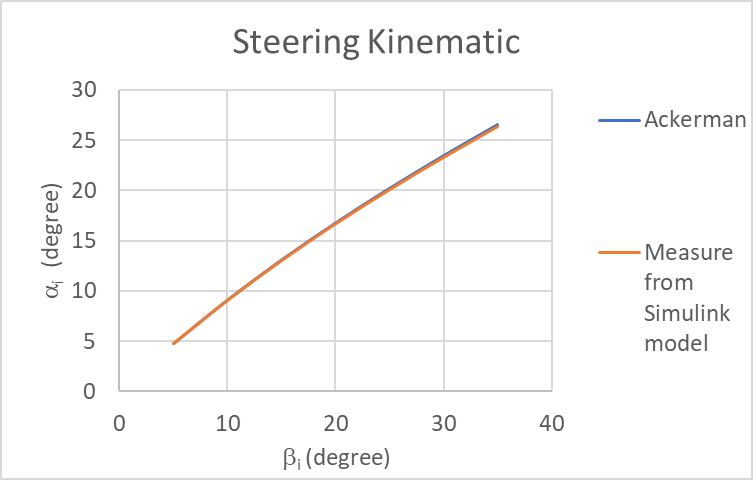 Steering Kinematic
30
25
20
15
10
5
0
αi (degree)
0 10 20 30 40
βi (degree)
Ackerman
Measure
from
Simulink
model